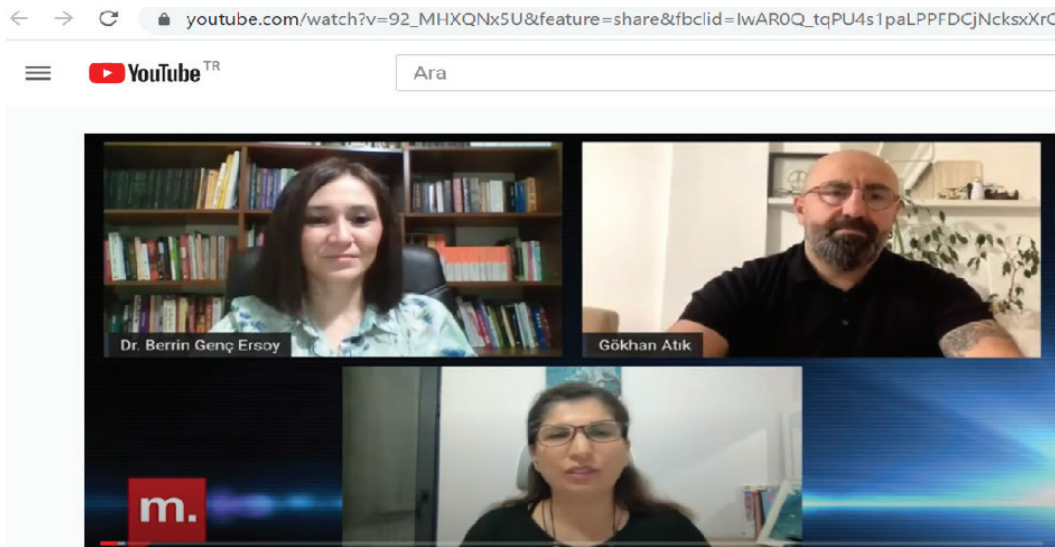 youtube.com/watch?v=92_MHXQNx5U&feature=share&fbclid=IwAR0Q_tqPU4s1paLPPFDCjNcksxXrC
YouTube TR
Ara
Dr. Berrin Genç Ersoy
Gökhan Atık
m.